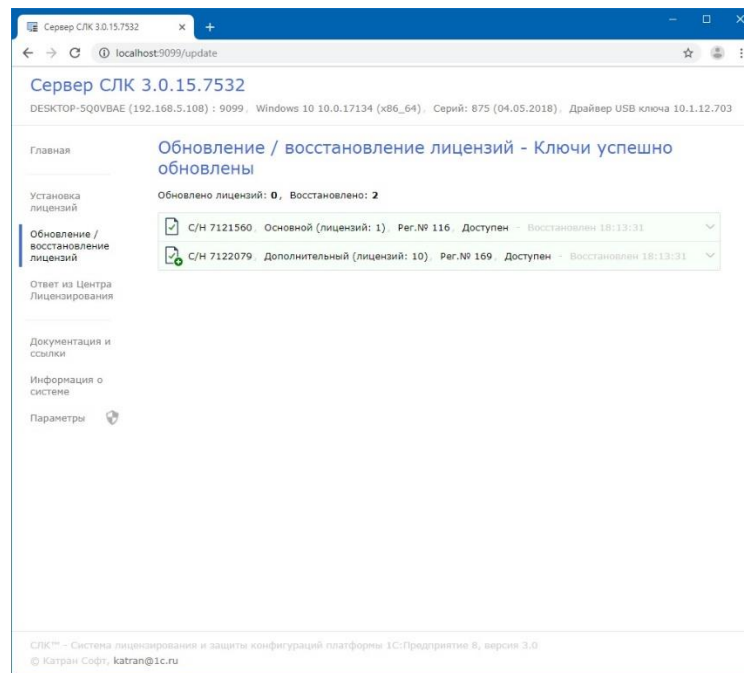 Сервер СЛК 3.0.15.7532
localhost:9099/update
Сервер СЛК 3.0.15.7532
DESKTOP-5Q0VBAE (192.168.5.108) : 9099, Windows 10 10.0.17134 (x86_64), Серий: 875 (04.05.2018), Драйвер USB ключа 10.1.12.703
Главная
Установка
лицензий
Обновление /
восстановление
лицензий
Ответ из Центра
Лицензирования
Документация и
ссылки
Информация о
системе
Параметры
Обновление / восстановление лицензий - Ключи успешно
обновлены
Обновлено лицензий: 0, Восстановлено: 2
С/Н 7121560, Основной (лицензий: 1), Рег.№ 116, Доступен - Восстановлен 18:13:31
С/Н 7122079, Дополнительный (лицензий: 10), Рег.№ 169, Доступен - Восстановлен 18:13:31
СЛК™ - Система лицензирования и защиты конфигураций платформы 1С:Предприятие 8, версия 3.0
© Катран Софт, katran@1c.ru